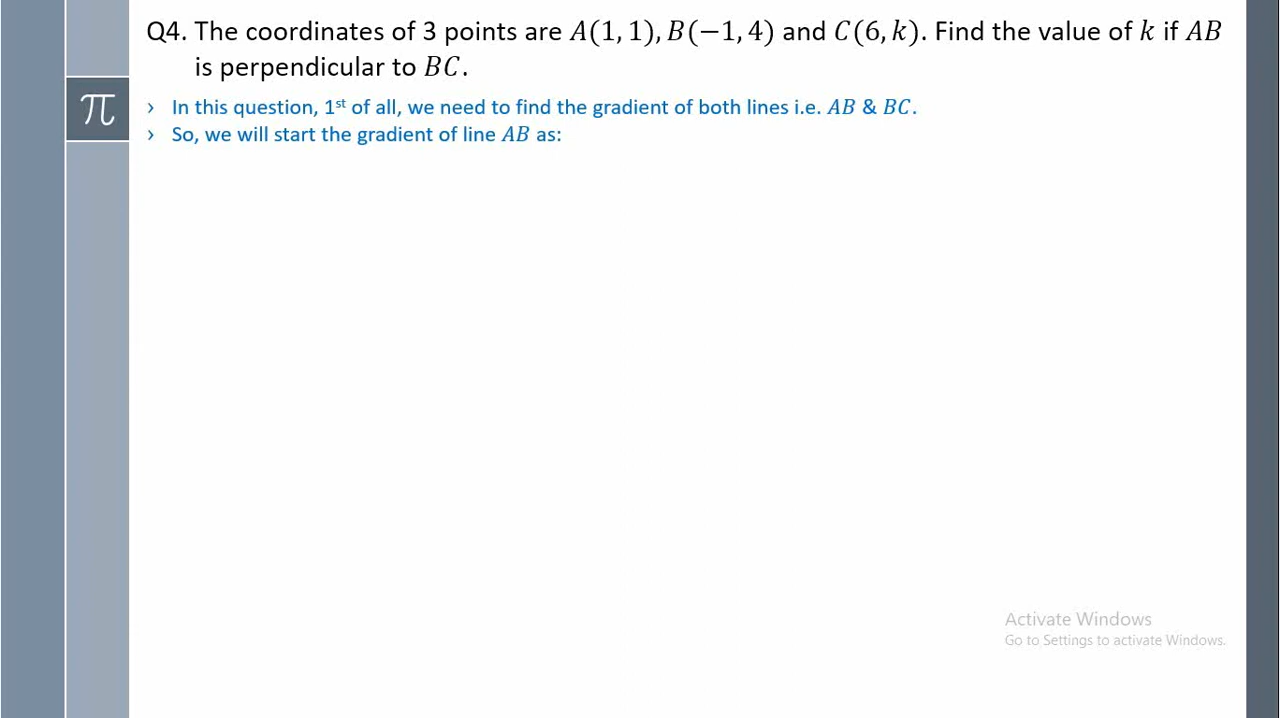 Q4. The coordinates of 3 points are A(1, 1), B(−1, 4) and C(6, k). Find the value of k if AB
is perpendicular to BC.
π
› In this question, 1st of all, we need to find the gradient of both lines i.e. AB & BC.
› So, we will start the gradient of line AB as:
Activate Windows
Go to Settings to activate Windows.